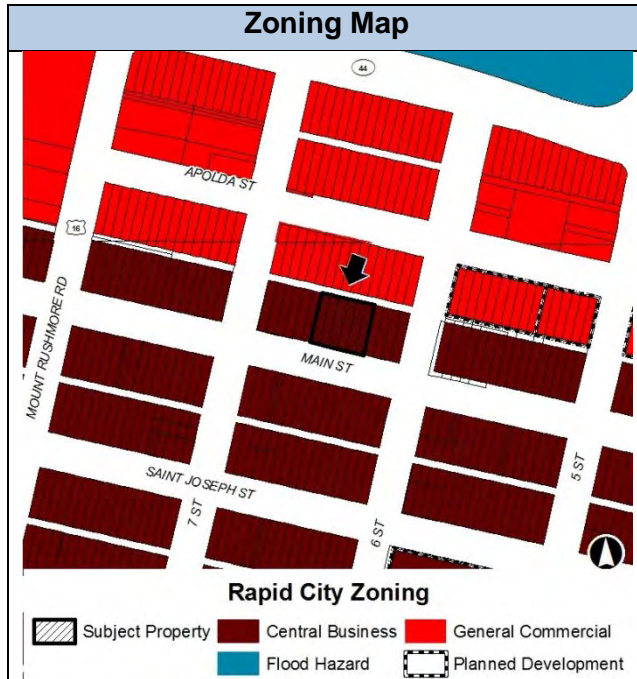 Zoning Map
44
APOLDA ST
16
MOUNT RUSHMORE RD
MAIN ST
SAINT JOSEPH ST
7 ST
6 ST
5 ST
Rapid City Zoning
Subject Property
Central Business
General Commercial
Flood Hazard
Planned Development